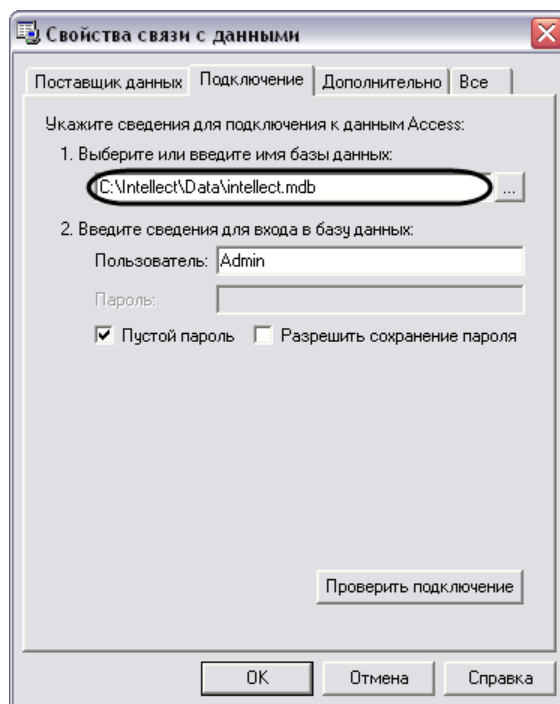 Свойства связи с данными
Поставщик данных Подключение Дополнительно Все
Укажите сведения для подключения к данным Access:
1. Выберите или введите имя базы данных:
C:\Intellect\Data\intellect.mdb ...
2. Введите сведения для входа в базу данных:
Пользователь: Admin
Пароль:
Пустой пароль Разрешить сохранение пароля
Проверить подключение
OK Отмена Справка